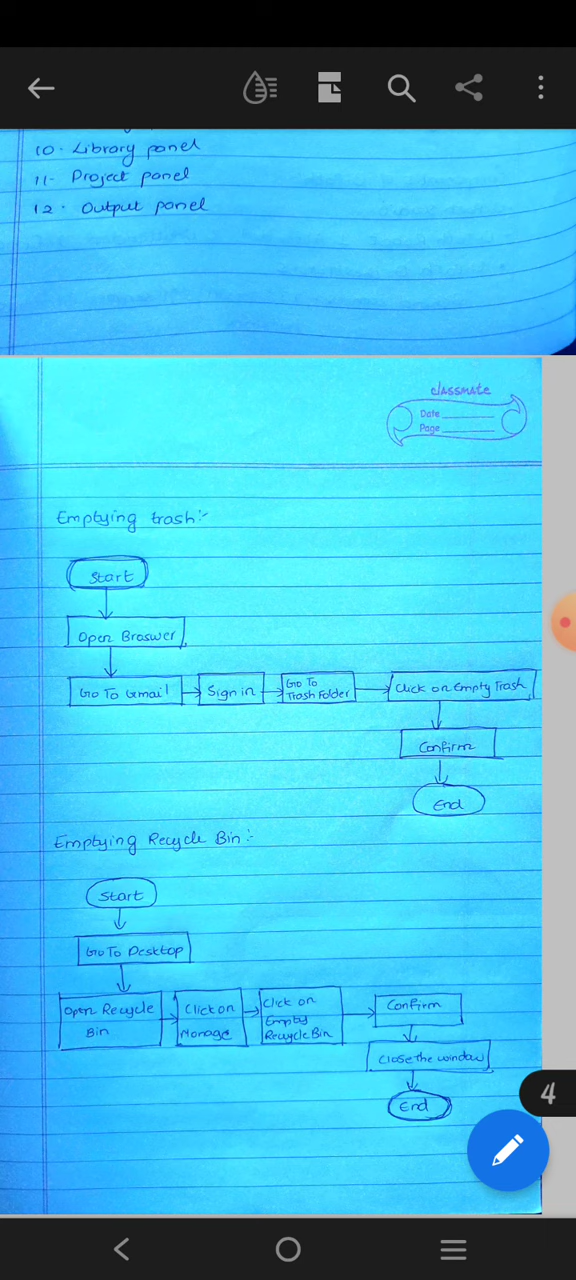 10. Library panel
11. Project panel
12. Output panel
classmate
Date
Page
Emptying trash:-
Start
Open Broswer
Go To Gmail
Sign in
Go To
Trash Folder
Click on Empty Trash
Confirm
End
Emptying Recycle Bin:-
Start
Go To Desktop
Open Recycle
Bin
Click on
Manage
Click on
Empty
Recycle Bin
Confirm
Close the window
End
4